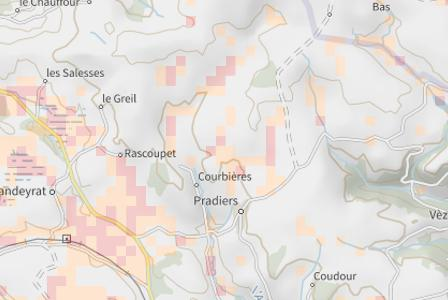 le Chauffour
Bas
les Salesses
le Greil
Rascoupet
Courbières
andeyrat
Pradiers
Vèz
Coudour